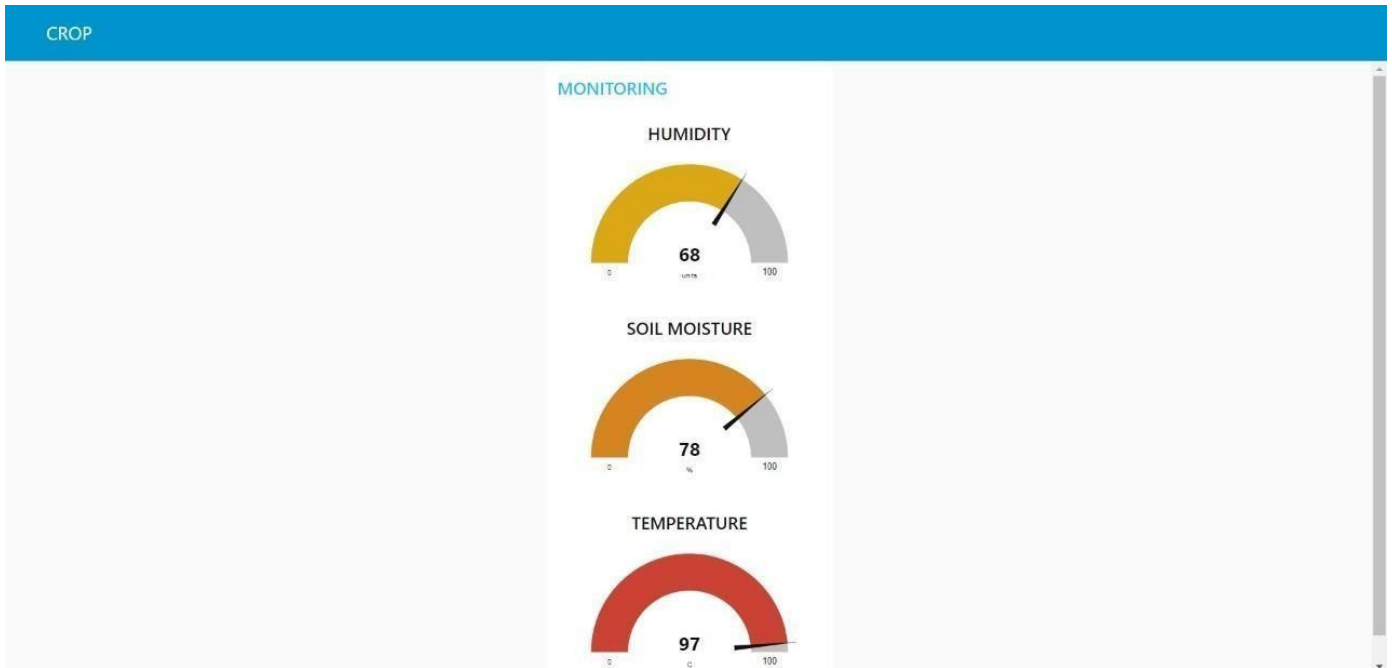 CROP
MONITORING
HUMIDITY
68
0 units 100
SOIL MOISTURE
78
0 % 100
TEMPERATURE
97
0 C 100